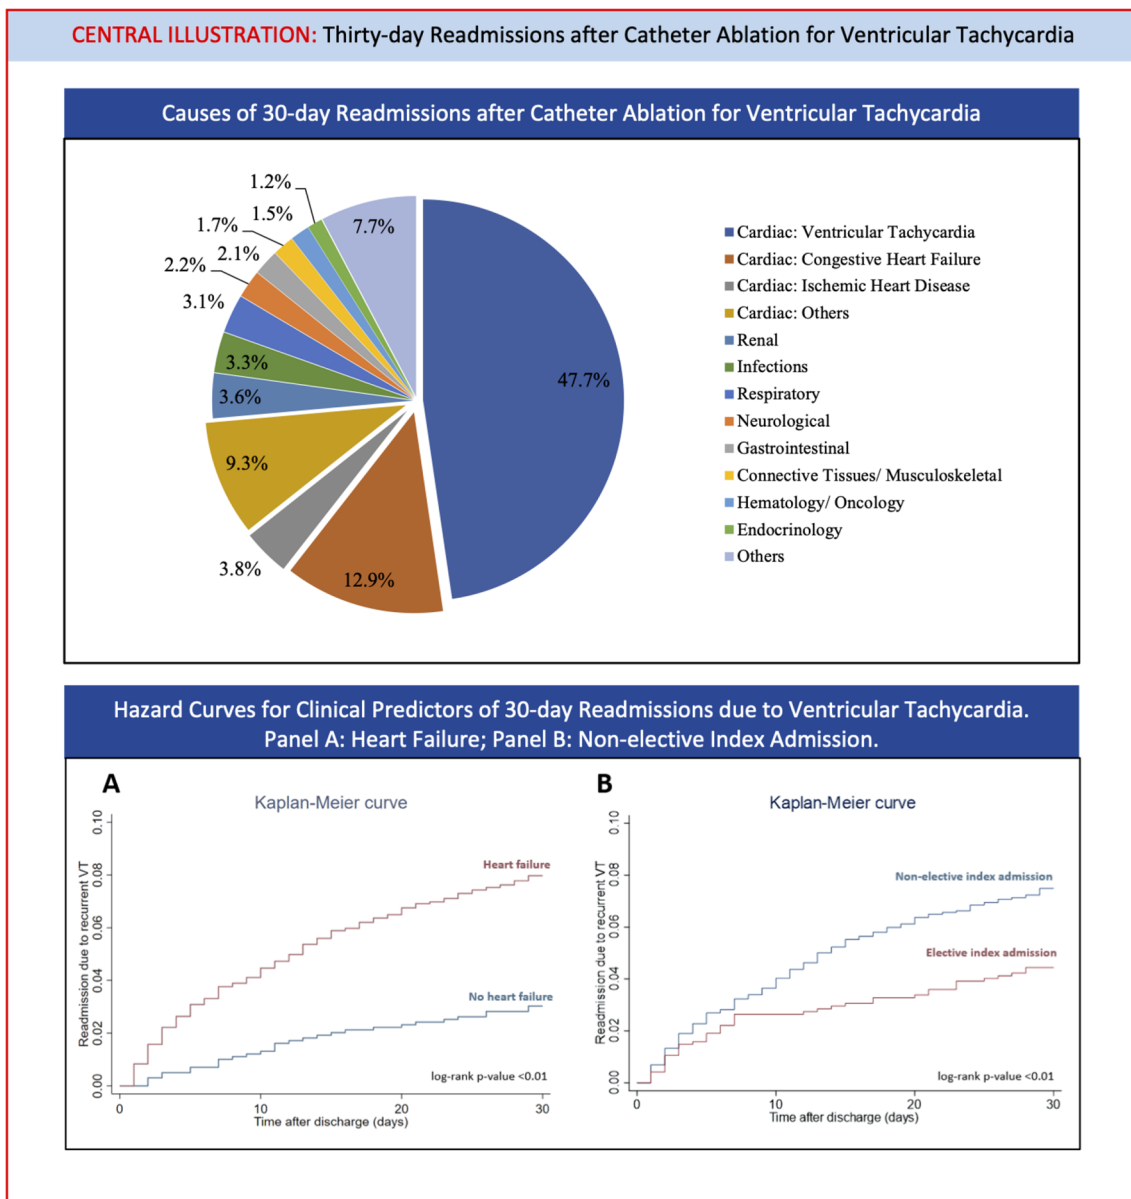 CENTRAL ILLUSTRATION: Thirty-day Readmissions after Catheter Ablation for Ventricular Tachycardia
Causes of 30-day Readmissions after Catheter Ablation for Ventricular Tachycardia
1.2%
1.5%
1.7%
2.1%
2.2%
3.1%
3.3%
3.6%
9.3%
3.8%
12.9%
47.7%
7.7%
Cardiac: Ventricular Tachycardia
Cardiac: Congestive Heart Failure
Cardiac: Ischemic Heart Disease
Cardiac: Others
Renal
Infections
Respiratory
Neurological
Gastrointestinal
Connective Tissues/ Musculoskeletal
Hematology/ Oncology
Endocrinology
Others
Hazard Curves for Clinical Predictors of 30-day Readmissions due to Ventricular Tachycardia.
Panel A: Heart Failure; Panel B: Non-elective Index Admission.
A
Kaplan-Meier curve
Readmission due to recurrent VT
0.10
0.08
0.06
0.04
0.02
0.00
Heart failure
No heart failure
log-rank p-value <0.01
0
10
20
30
Time after discharge (days)
B
Kaplan-Meier curve
Readmission due to recurrent VT
0.10
0.08
0.06
0.04
0.02
0.00
Non-elective index admission
Elective index admission
log-rank p-value <0.01
0
10
20
30
Time after discharge (days)